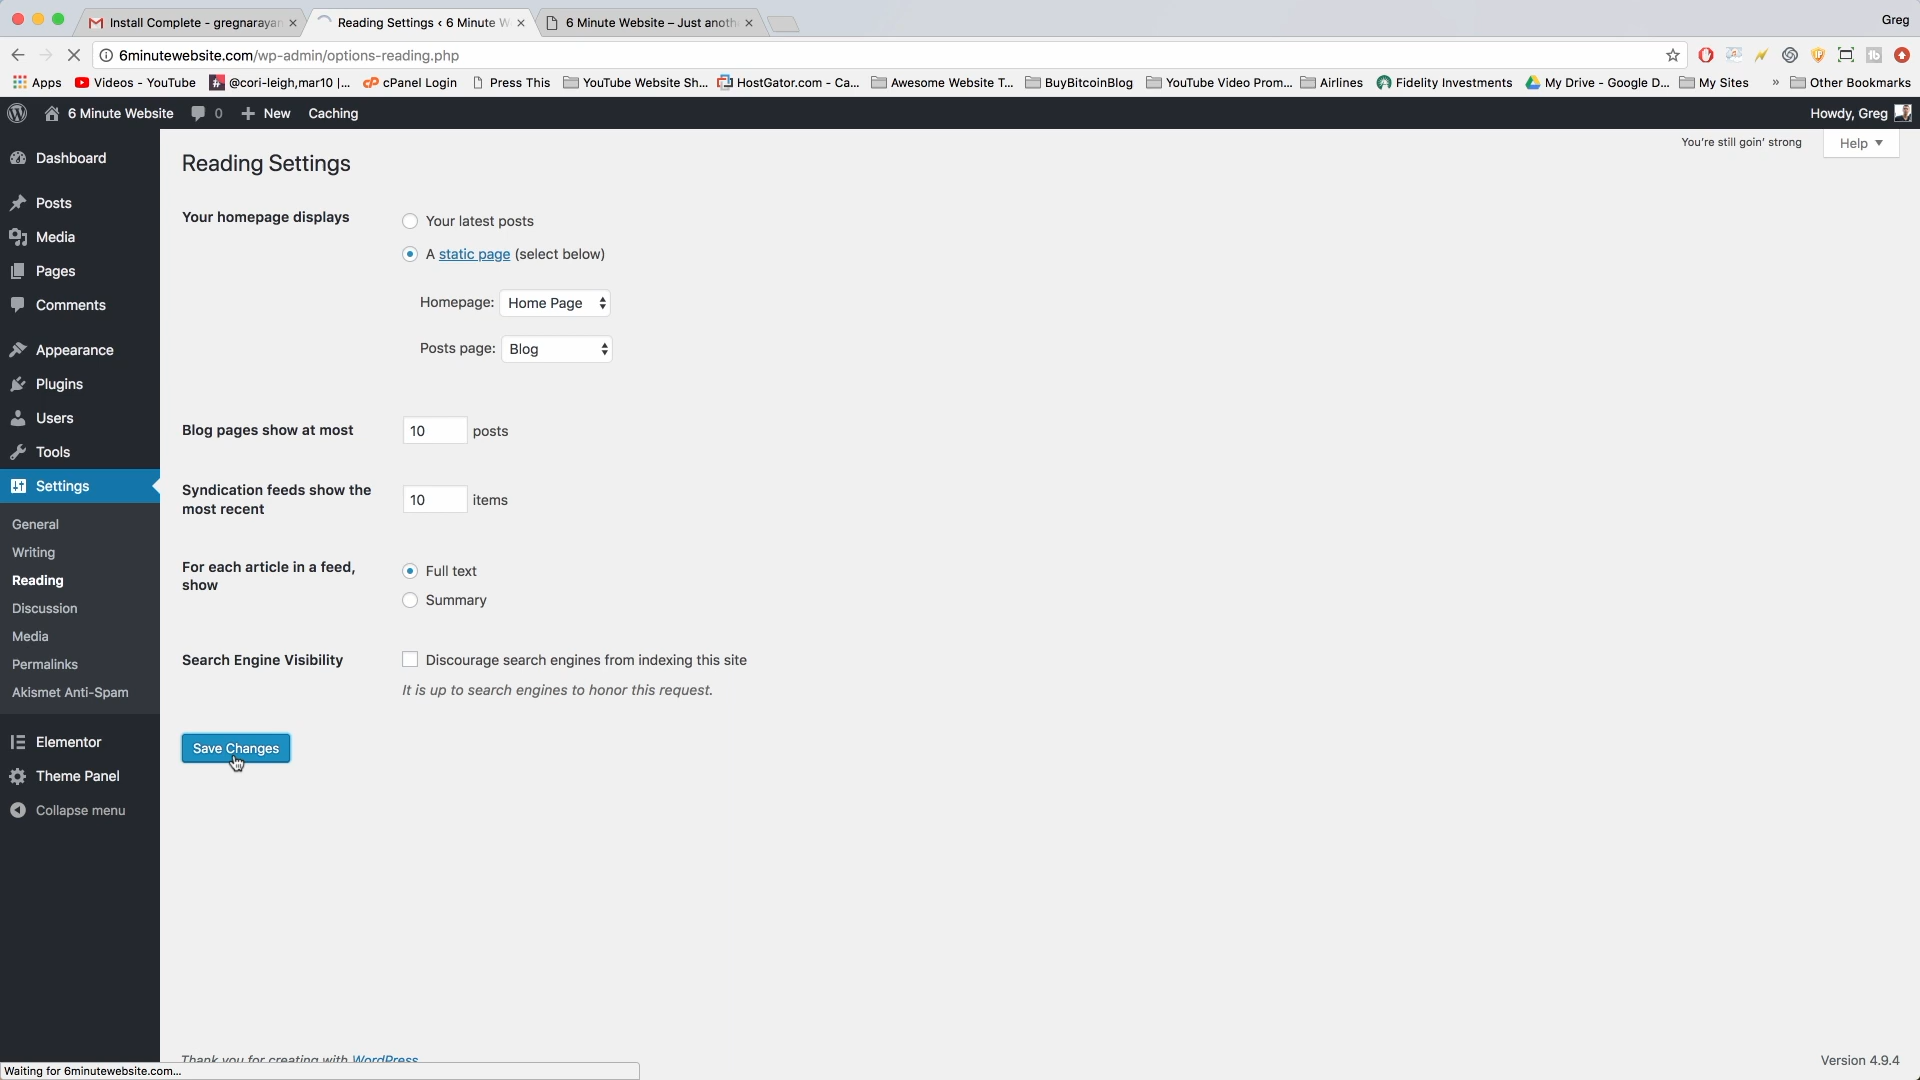 Install Complete - gregnarayan
Reading Settings ‹ 6 Minute W
6 Minute Website – Just anoth
Greg
6minutewebsite.com/wp-admin/options-reading.php
Apps
Videos - YouTube
@cori-leigh,mar10 |...
cPanel Login
Press This
YouTube Website Sh...
HostGator.com - Ca...
Awesome Website T...
BuyBitcoinBlog
YouTube Video Prom...
Airlines
Fidelity Investments
My Drive - Google D...
My Sites
»
Other Bookmarks
6 Minute Website
0
New
Caching
Howdy, Greg
Dashboard
Posts
Media
Pages
Comments
Appearance
Plugins
Users
Tools
Settings
General
Writing
Reading
Discussion
Media
Permalinks
Akismet Anti-Spam
Elementor
Theme Panel
Collapse menu
You're still goin' strong
Help
Reading Settings
Your homepage displays
Your latest posts
A static page (select below)
Homepage: Home Page
Posts page: Blog
Blog pages show at most
10 posts
Syndication feeds show the
most recent
10 items
For each article in a feed,
show
Full text
Summary
Search Engine Visibility
Discourage search engines from indexing this site
It is up to search engines to honor this request.
Save Changes
Thank you for creating with WordPress
Version 4.9.4
Waiting for 6minutewebsite.com...